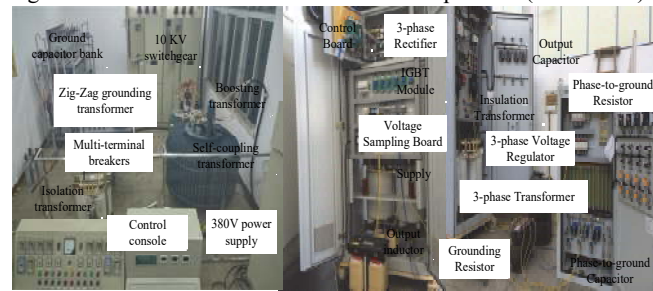 Ground
capacitor bank
10 KV
switehgear
Zig-Zag grounding
transformer
Boosting
transformer
Multi-terminal
breakers
Self-coupling
transformer
Isolation
transformer
Control
console
380V power
supply
Control
Board
3-phase
Rectifier
IGBT
Module
Voltage
Sampling Board
Supply
Output
inductor
Output
Capacitor
Insulation
Transformer
Phase-to-ground
Resistor
3-phase Voltage
Regulator
3-phase Transformer
Grounding
Resistor
Phase-to-ground
Capacitor